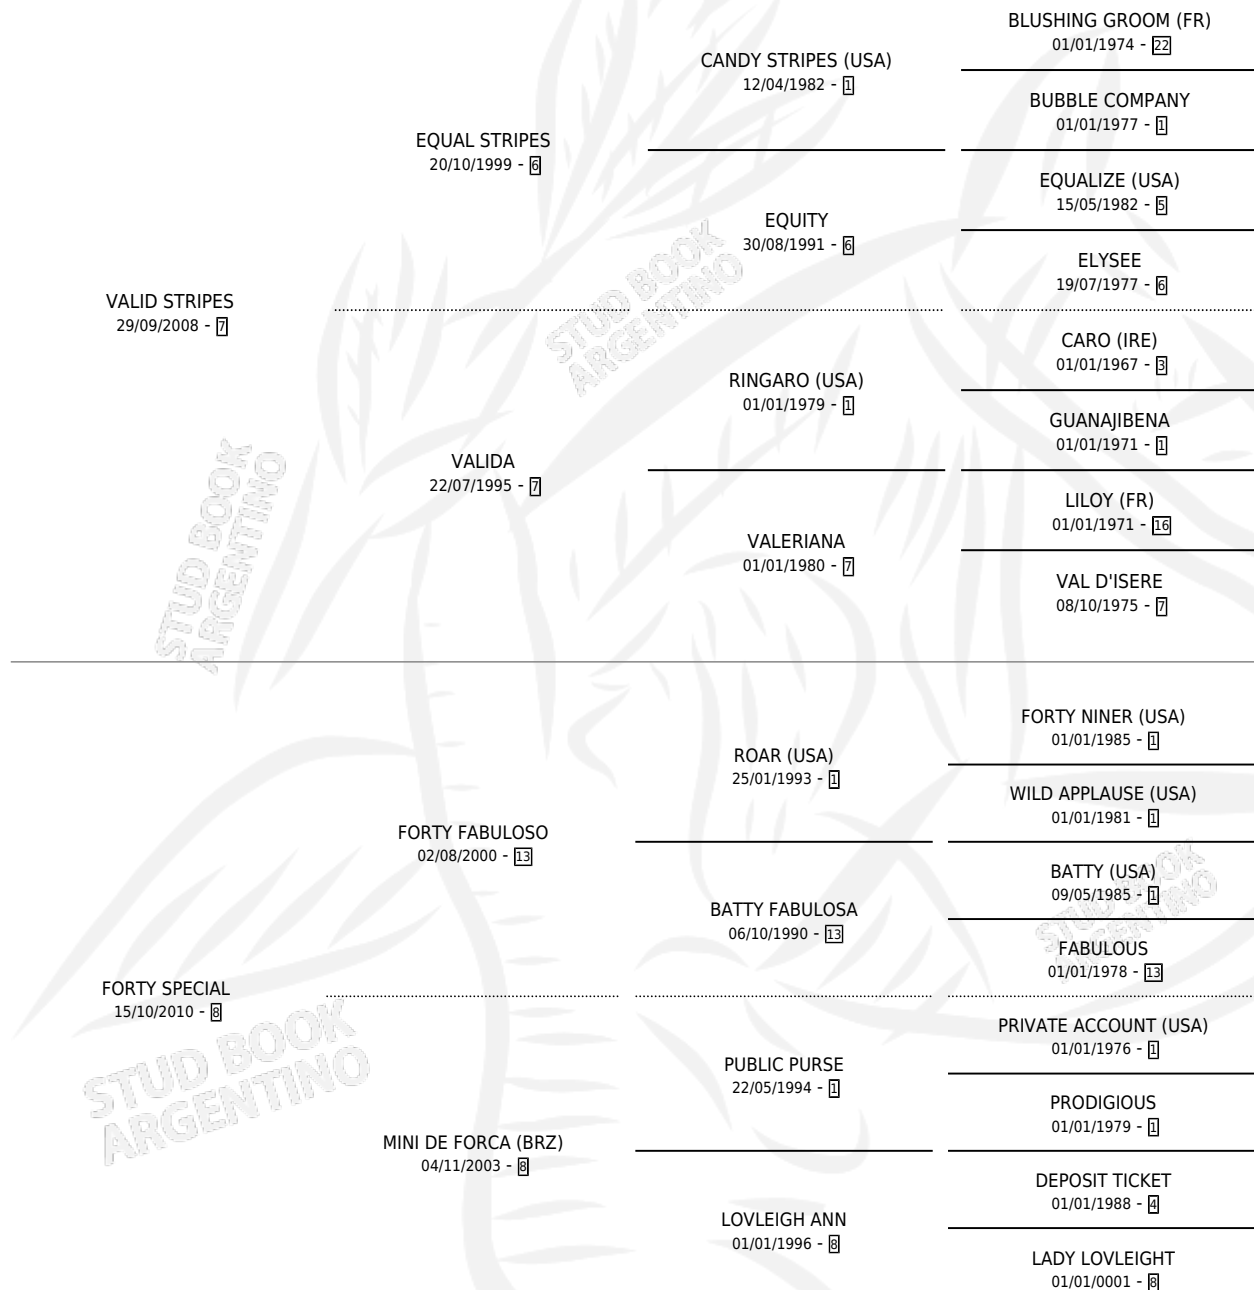 BLUSHING GROOM (FR)
01/01/1974 - 22
CANDY STRIPES (USA)
12/04/1982 - 1
BUBBLE COMPANY
01/01/1977 - 1
EQUAL STRIPES
20/10/1999 - 6
EQUALIZE (USA)
15/05/1982 - 5
EQUITY
30/08/1991 - 6
ELYSEE
19/07/1977 - 6
VALID STRIPES
29/09/2008 - 7
CARO (IRE)
01/01/1967 - 3
RINGARO (USA)
01/01/1979 - 1
GUANAJIBENA
01/01/1971 - 1
VALIDA
22/07/1995 - 7
LILOY (FR)
01/01/1971 - 16
VALERIANA
01/01/1980 - 7
VAL D'ISERE
08/10/1975 - 7
FORTY NINER (USA)
01/01/1985 - 1
ROAR (USA)
25/01/1993 - 1
WILD APPLAUSE (USA)
01/01/1981 - 1
FORTY FABULOSO
02/08/2000 - 13
BATTY (USA)
09/05/1985 - 1
BATTY FABULOSA
06/10/1990 - 13
FABULOUS
01/01/1978 - 13
FORTY SPECIAL
15/10/2010 - 8
PRIVATE ACCOUNT (USA)
01/01/1976 - 1
PUBLIC PURSE
22/05/1994 - 1
PRODIGIOUS
01/01/1979 - 1
MINI DE FORCA (BRZ)
04/11/2003 - 8
DEPOSIT TICKET
01/01/1988 - 4
LOVLEIGH ANN
01/01/1996 - 8
LADY LOVLEIGHT
01/01/0001 - 8
STUD BOOK
ARGENTINO
STUD BOOK
ARGENTINO
STUD BOOK
ARGENTINO
STUD BOOK
ARGENTINO